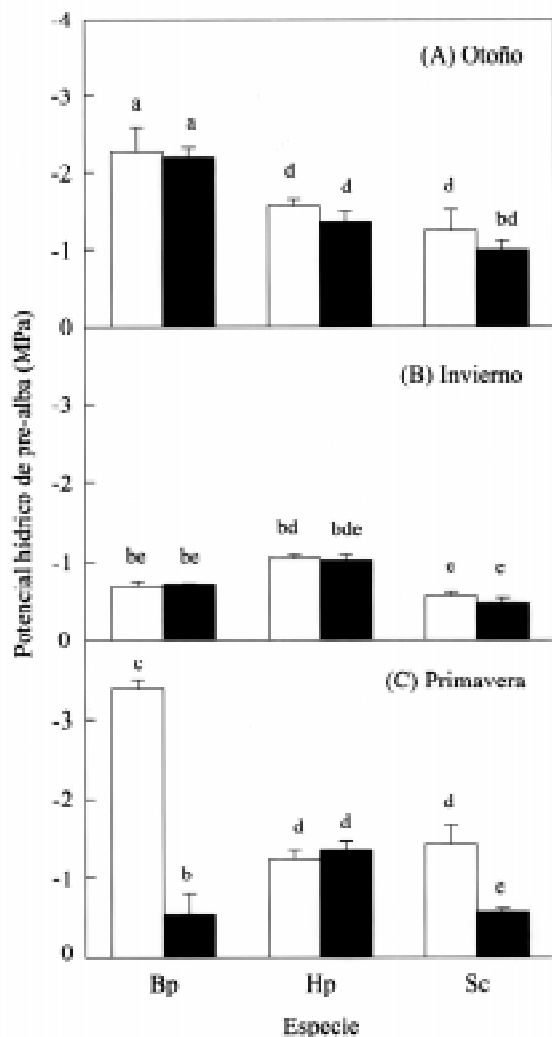 -4
(A) Otoño
-3
a a
-2
d d d
bd
-1
0
Potencial hídrico de pre-alba (MPa)
(B) Invierno
-3
-2
bd bde
-1
be be
e e
0
c
(C) Primavera
-3
-2
d d d
-1
b
e
0
Bp Hp Sc
Especie